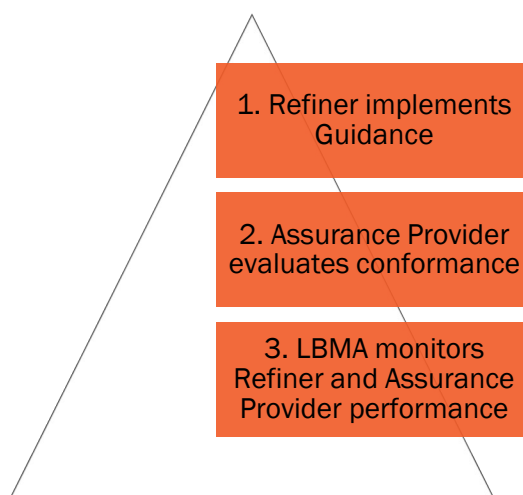 1. Refiner implements
Guidance
2. Assurance Provider
evaluates conformance
3. LBMA monitors
Refiner and Assurance
Provider performance